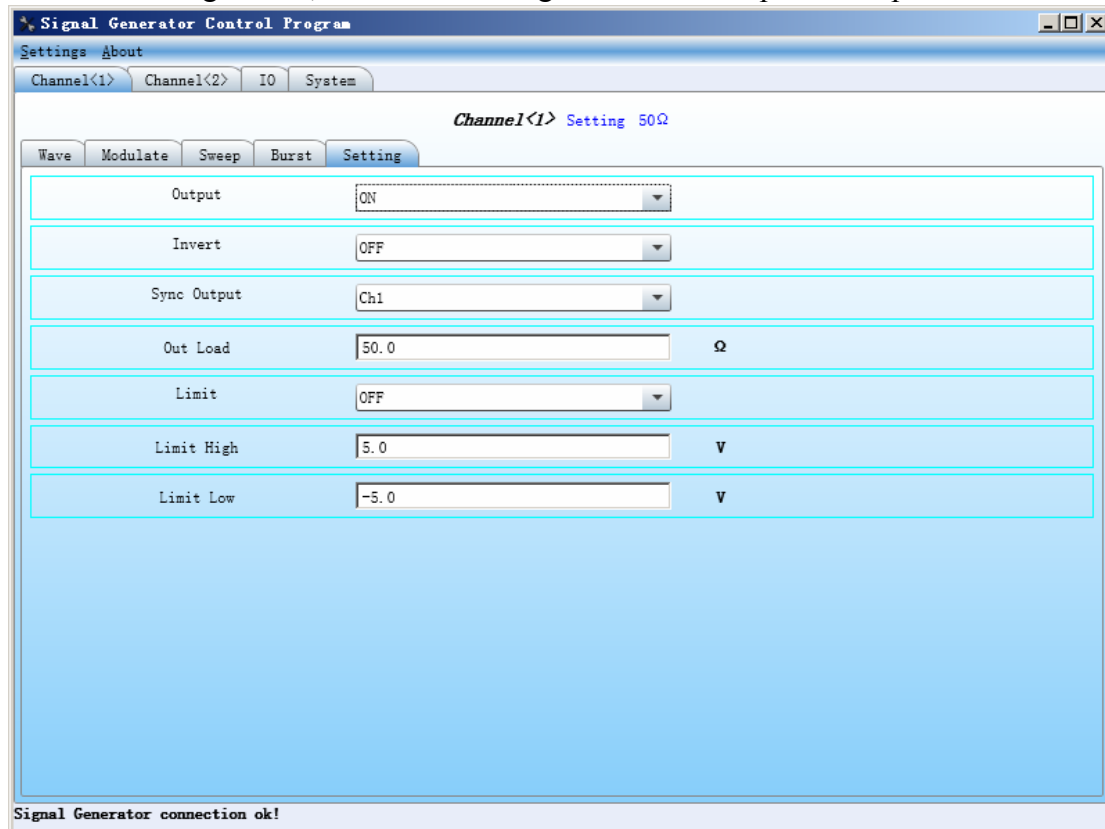 Signal Generator Control Program
Settings About
Channel<1> Channel<2> IO System
Channel<1> Setting 50Ω
Wave Modulate Sweep Burst Setting
Output ON
Invert OFF
Sync Output Ch1
Out Load 50.0 Ω
Limit OFF
Limit High 5.0 V
Limit Low -5.0 V
Signal Generator connection ok!